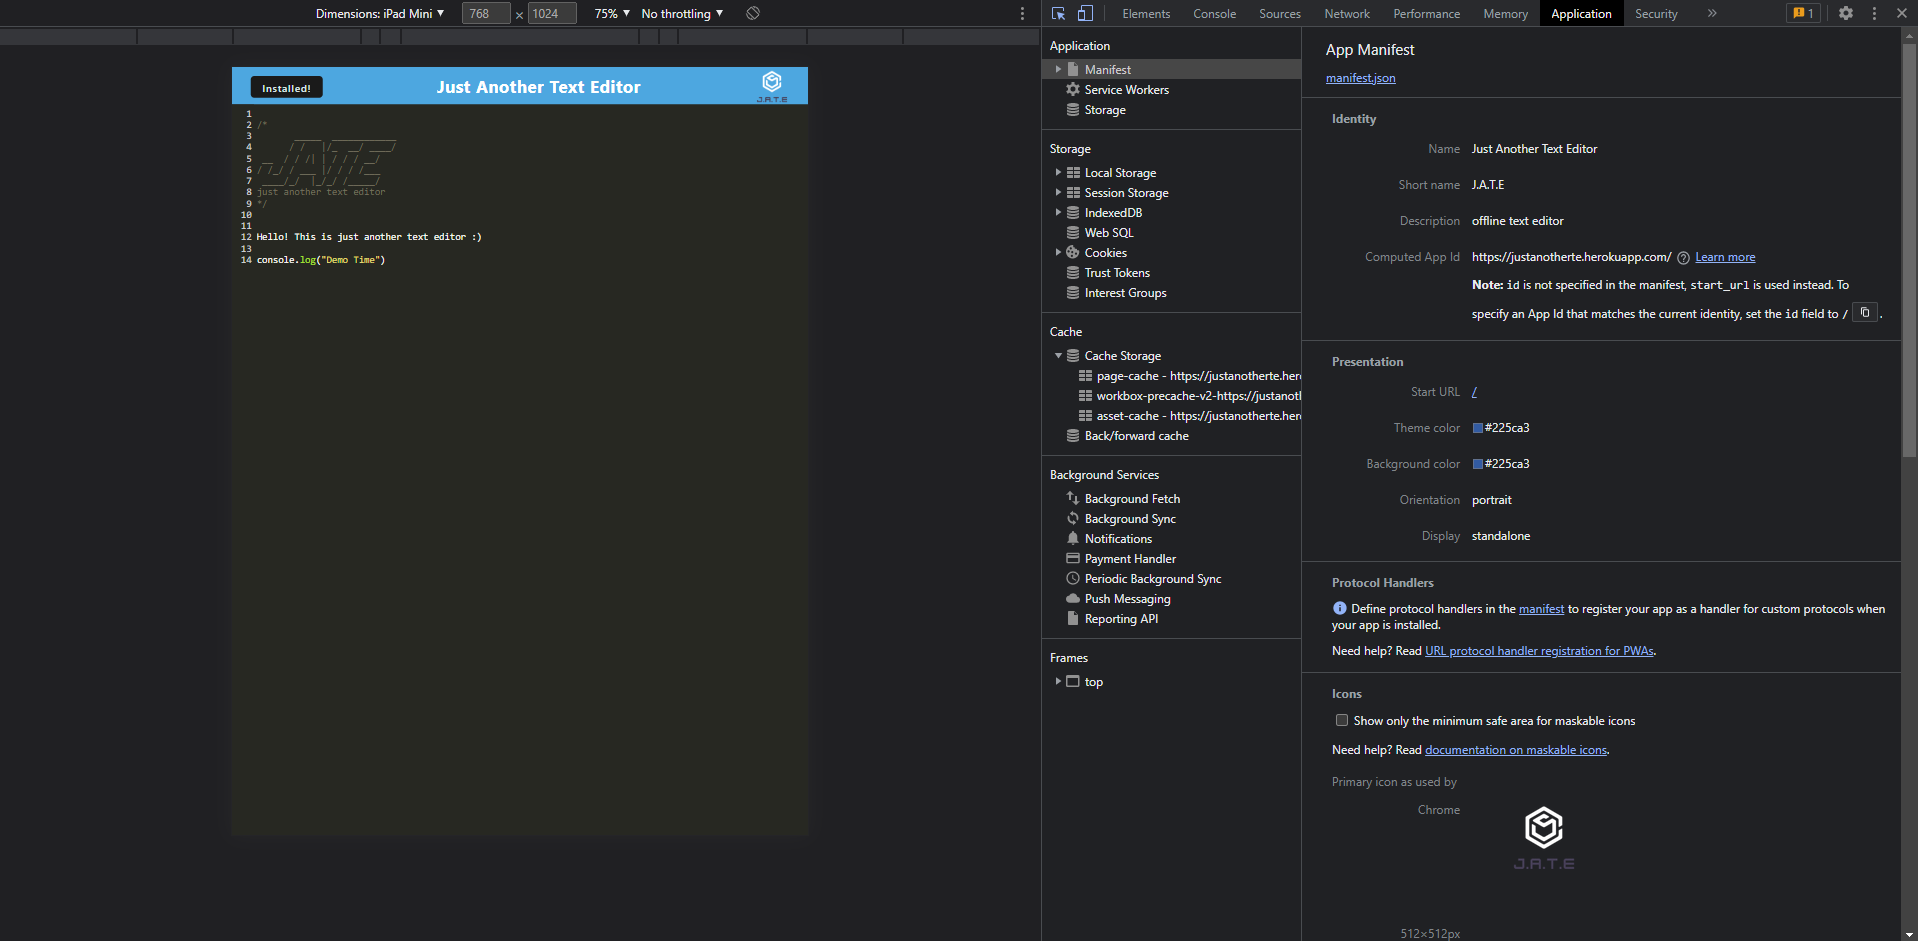 Dimensions: iPad Mini ▼ 768 × 1024 75% ▼ No throttling ▼
Installed!
Just Another Text Editor
J.A.T.E
1
2 /*
3       _____  ____________
4      / /   |/_  __/ ____/
5  __  / / /| | / / / __/
6 / /_/ / ___ |/ / / /___
7  ____/_/  |_/_/ /_____/
8 just another text editor
9 */
10
11
12 Hello! This is just another text editor :)
13
14 console.log("Demo Time")
Elements Console Sources Network Performance Memory Application Security » 1
Application
Manifest
Service Workers
Storage
Storage
Local Storage
Session Storage
IndexedDB
Web SQL
Cookies
Trust Tokens
Interest Groups
Cache
Cache Storage
page-cache - https://justanotherte.her
workbox-precache-v2-https://justanot
asset-cache - https://justanotherte.her
Back/forward cache
Background Services
Background Fetch
Background Sync
Notifications
Payment Handler
Periodic Background Sync
Push Messaging
Reporting API
Frames
top
App Manifest
manifest.json
Identity
Name Just Another Text Editor
Short name J.A.T.E
Description offline text editor
Computed App Id https://justanotherte.herokuapp.com/ Learn more
Note: id is not specified in the manifest, start_url is used instead. To
specify an App Id that matches the current identity, set the id field to / .
Presentation
Start URL /
Theme color #225ca3
Background color #225ca3
Orientation portrait
Display standalone
Protocol Handlers
Define protocol handlers in the manifest to register your app as a handler for custom protocols when
your app is installed.
Need help? Read URL protocol handler registration for PWAs.
Icons
Show only the minimum safe area for maskable icons
Need help? Read documentation on maskable icons.
Primary icon as used by
Chrome
J.A.T.E
512×512px